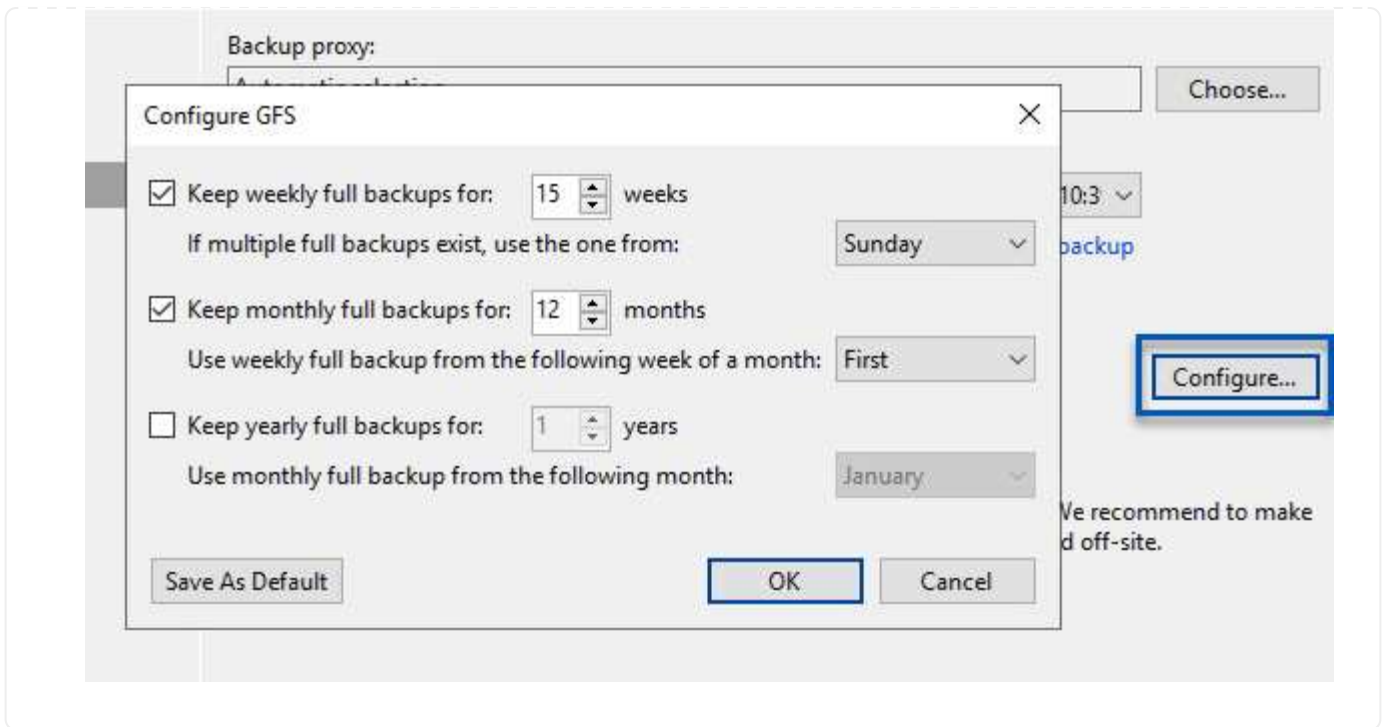 Backup proxy:
Choose...
Configure GFS
Keep weekly full backups for: 15 weeks
10:3
If multiple full backups exist, use the one from: Sunday
backup
Keep monthly full backups for: 12 months
Use weekly full backup from the following week of a month: First
Configure...
Keep yearly full backups for: 1 years
Use monthly full backup from the following month: January
We recommend to make
d off-site.
Save As Default OK Cancel